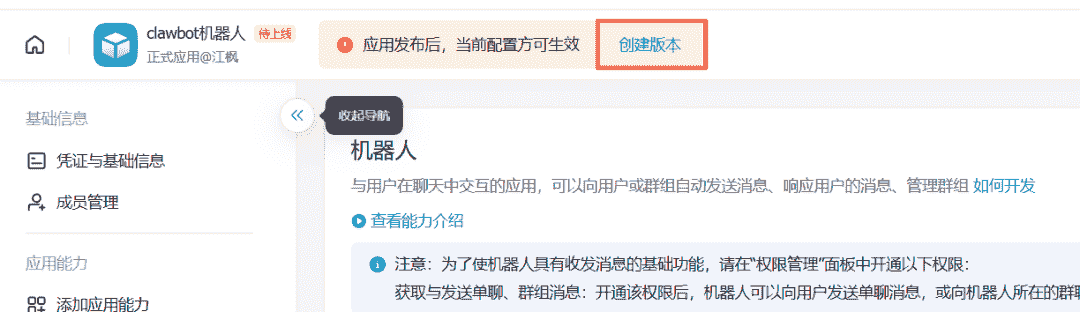 clawbot机器人 待上线
正式应用@江枫
应用发布后，当前配置方可生效 创建版本
基础信息
收起导航
凭证与基础信息
成员管理
应用能力
添加应用能力
机器人
与用户在聊天中交互的应用，可以向用户或群组自动发送消息、响应用户的消息、管理群组 如何开发
查看能力介绍
注意：为了使机器人具有收发消息的基础功能，请在“权限管理”面板中开通以下权限：
获取与发送单聊、群组消息：开通该权限后，机器人可以向用户发送单聊消息，或向机器人所在的群聊